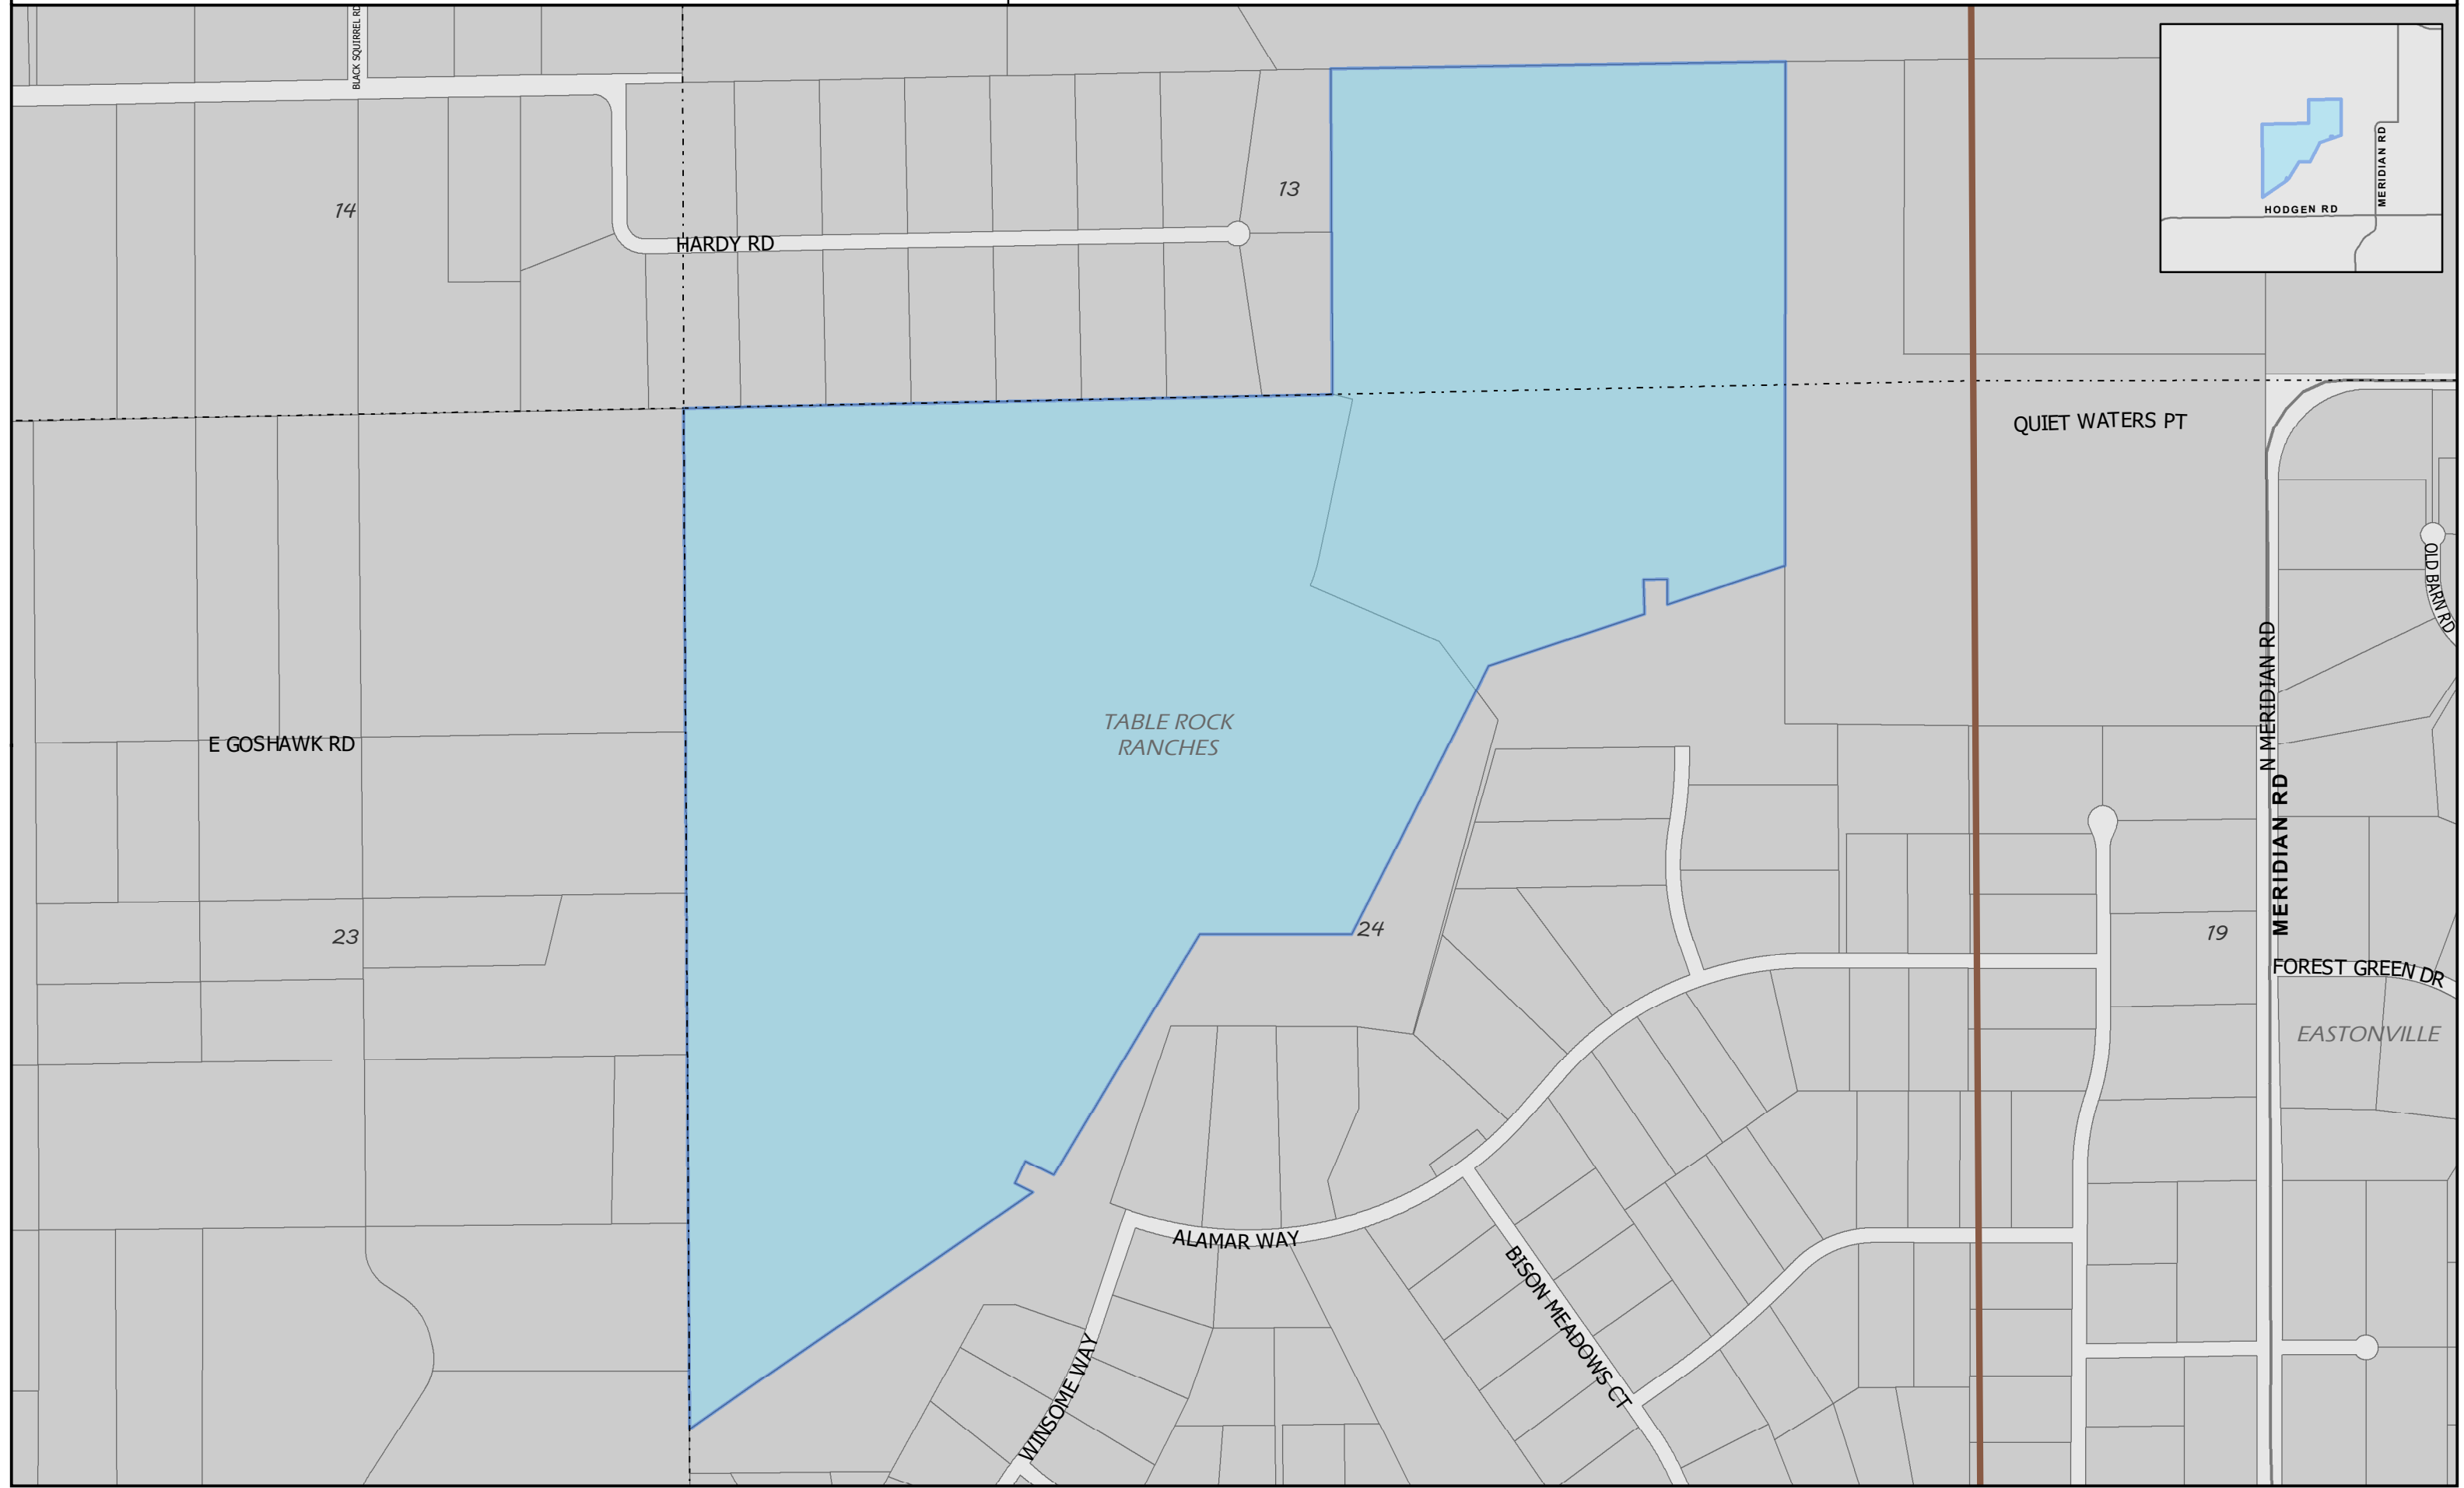 BLACK SQUIRREL RD
14
13
HARDY RD
MERIDIAN RD
HODGEN RD
QUIET WATERS PT
OLD BARN RD
N MERIDIAN RD
MERIDIAN RD
TABLE ROCK
RANCHES
E GOSHAWK RD
23
24
19
FOREST GREEN DR
EASTONVILLE
ALAMAR WAY
BISON MEADOWS CT
WINSOME WAY